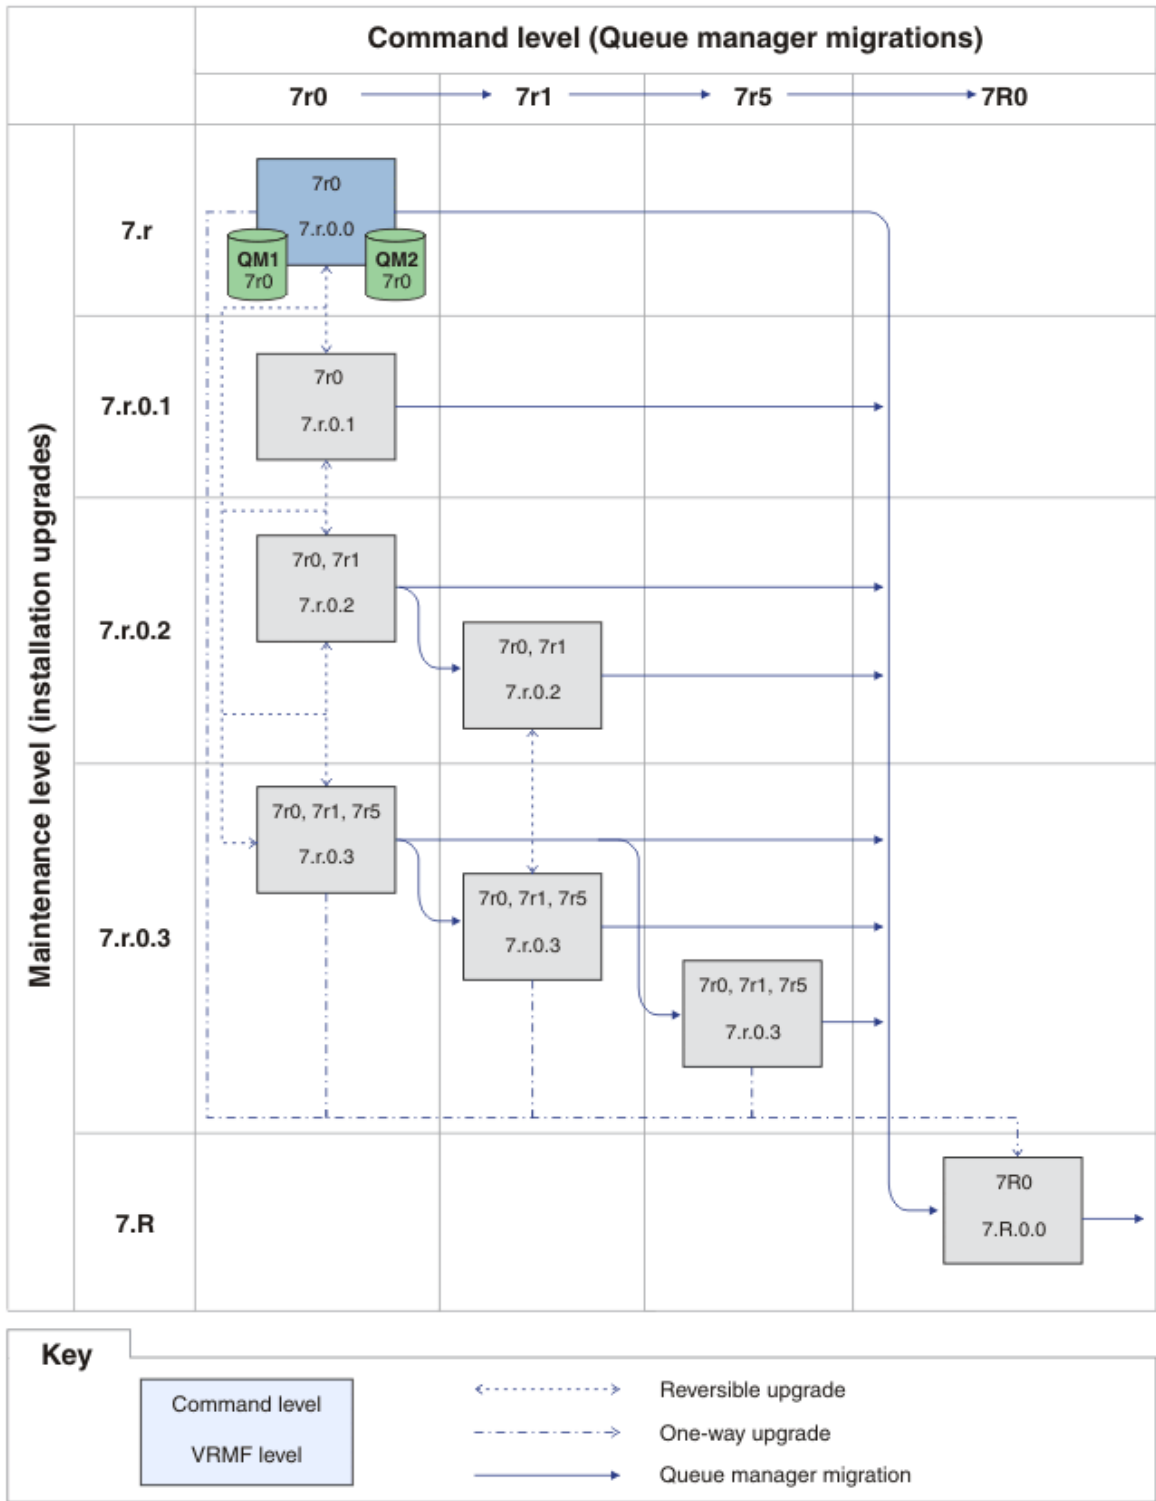 Command level (Queue manager migrations)
7r0 7r1 7r5 7R0
Maintenance level (installation upgrades)
7.r
7r0
7.r.0.0
QM1
7r0
QM2
7r0
7.r.0.1
7r0
7.r.0.1
7.r.0.2
7r0, 7r1
7.r.0.2
7r0, 7r1
7.r.0.2
7.r.0.3
7r0, 7r1, 7r5
7.r.0.3
7r0, 7r1, 7r5
7.r.0.3
7r0, 7r1, 7r5
7.r.0.3
7.R
7R0
7.R.0.0
Key
Command level
VRMF level
Reversible upgrade
One-way upgrade
Queue manager migration